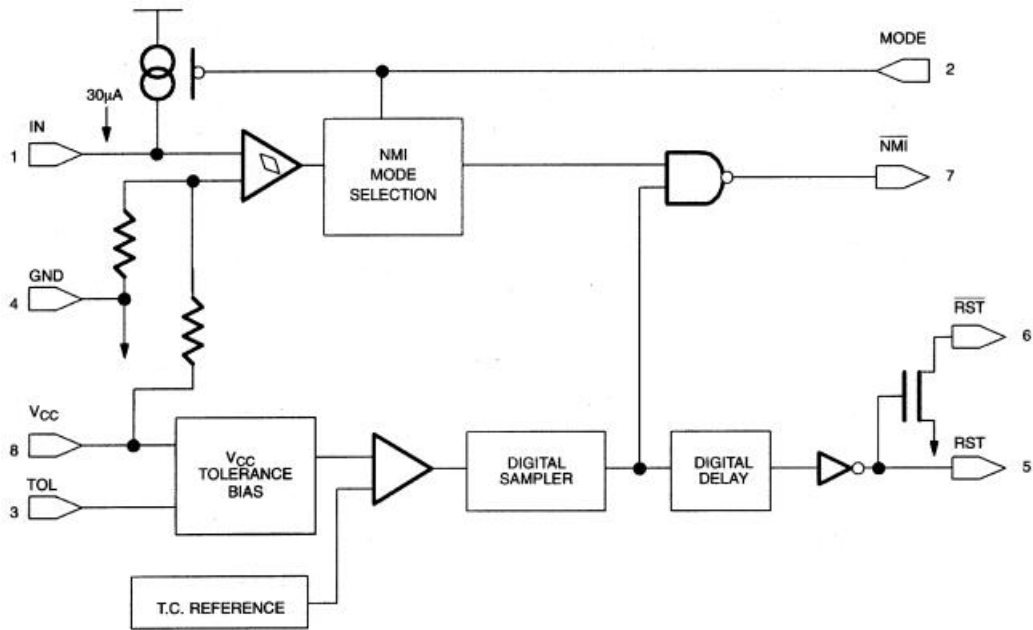 MODE
2
30µA
IN
1
NMI
MODE
SELECTION
NMI
7
GND
4
RST
6
VCC
8
VCC
TOLERANCE
BIAS
DIGITAL
SAMPLER
DIGITAL
DELAY
RST
5
TOL
3
T.C. REFERENCE